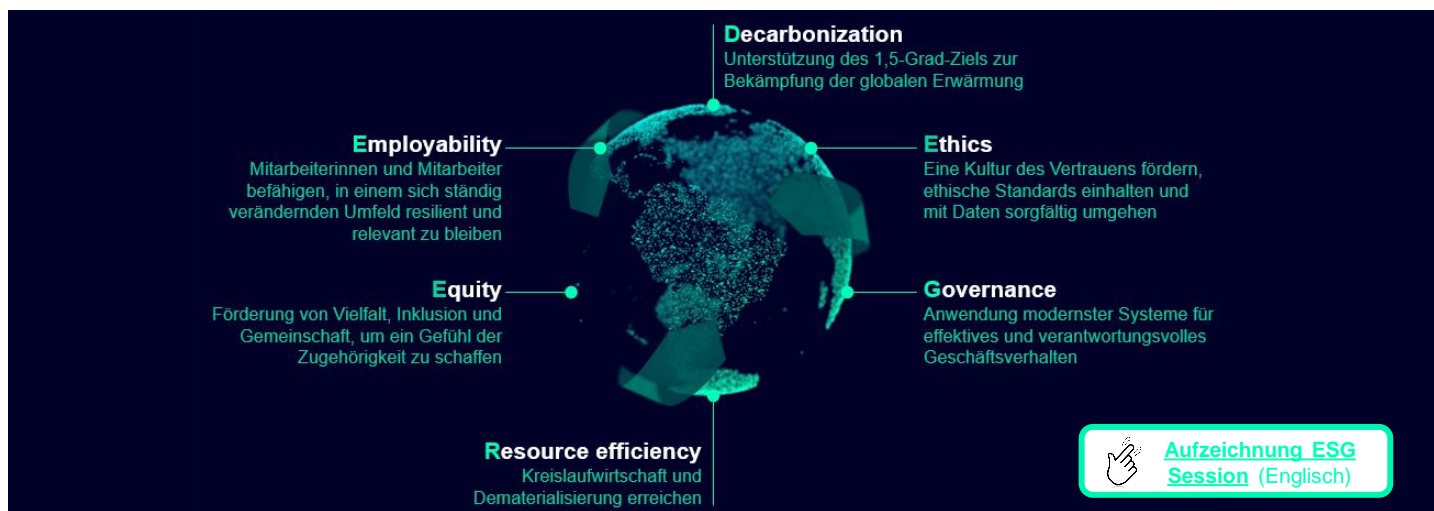 Decarbonization
Unterstützung des 1,5-Grad-Ziels zur
Bekämpfung der globalen Erwärmung
Employability
Mitarbeiterinnen und Mitarbeiter
befähigen, in einem sich ständig
verändernden Umfeld resilient und
relevant zu bleiben
Ethics
Eine Kultur des Vertrauens fördern,
ethische Standards einhalten und
mit Daten sorgfältig umgehen
Equity
Förderung von Vielfalt, Inklusion und
Gemeinschaft, um ein Gefühl der
Zugehörigkeit zu schaffen
Governance
Anwendung modernster Systeme für
effektives und verantwortungsvolles
Geschäftsverhalten
Resource efficiency
Kreislaufwirtschaft und
Dematerialisierung erreichen
Aufzeichnung ESG
Session (Englisch)